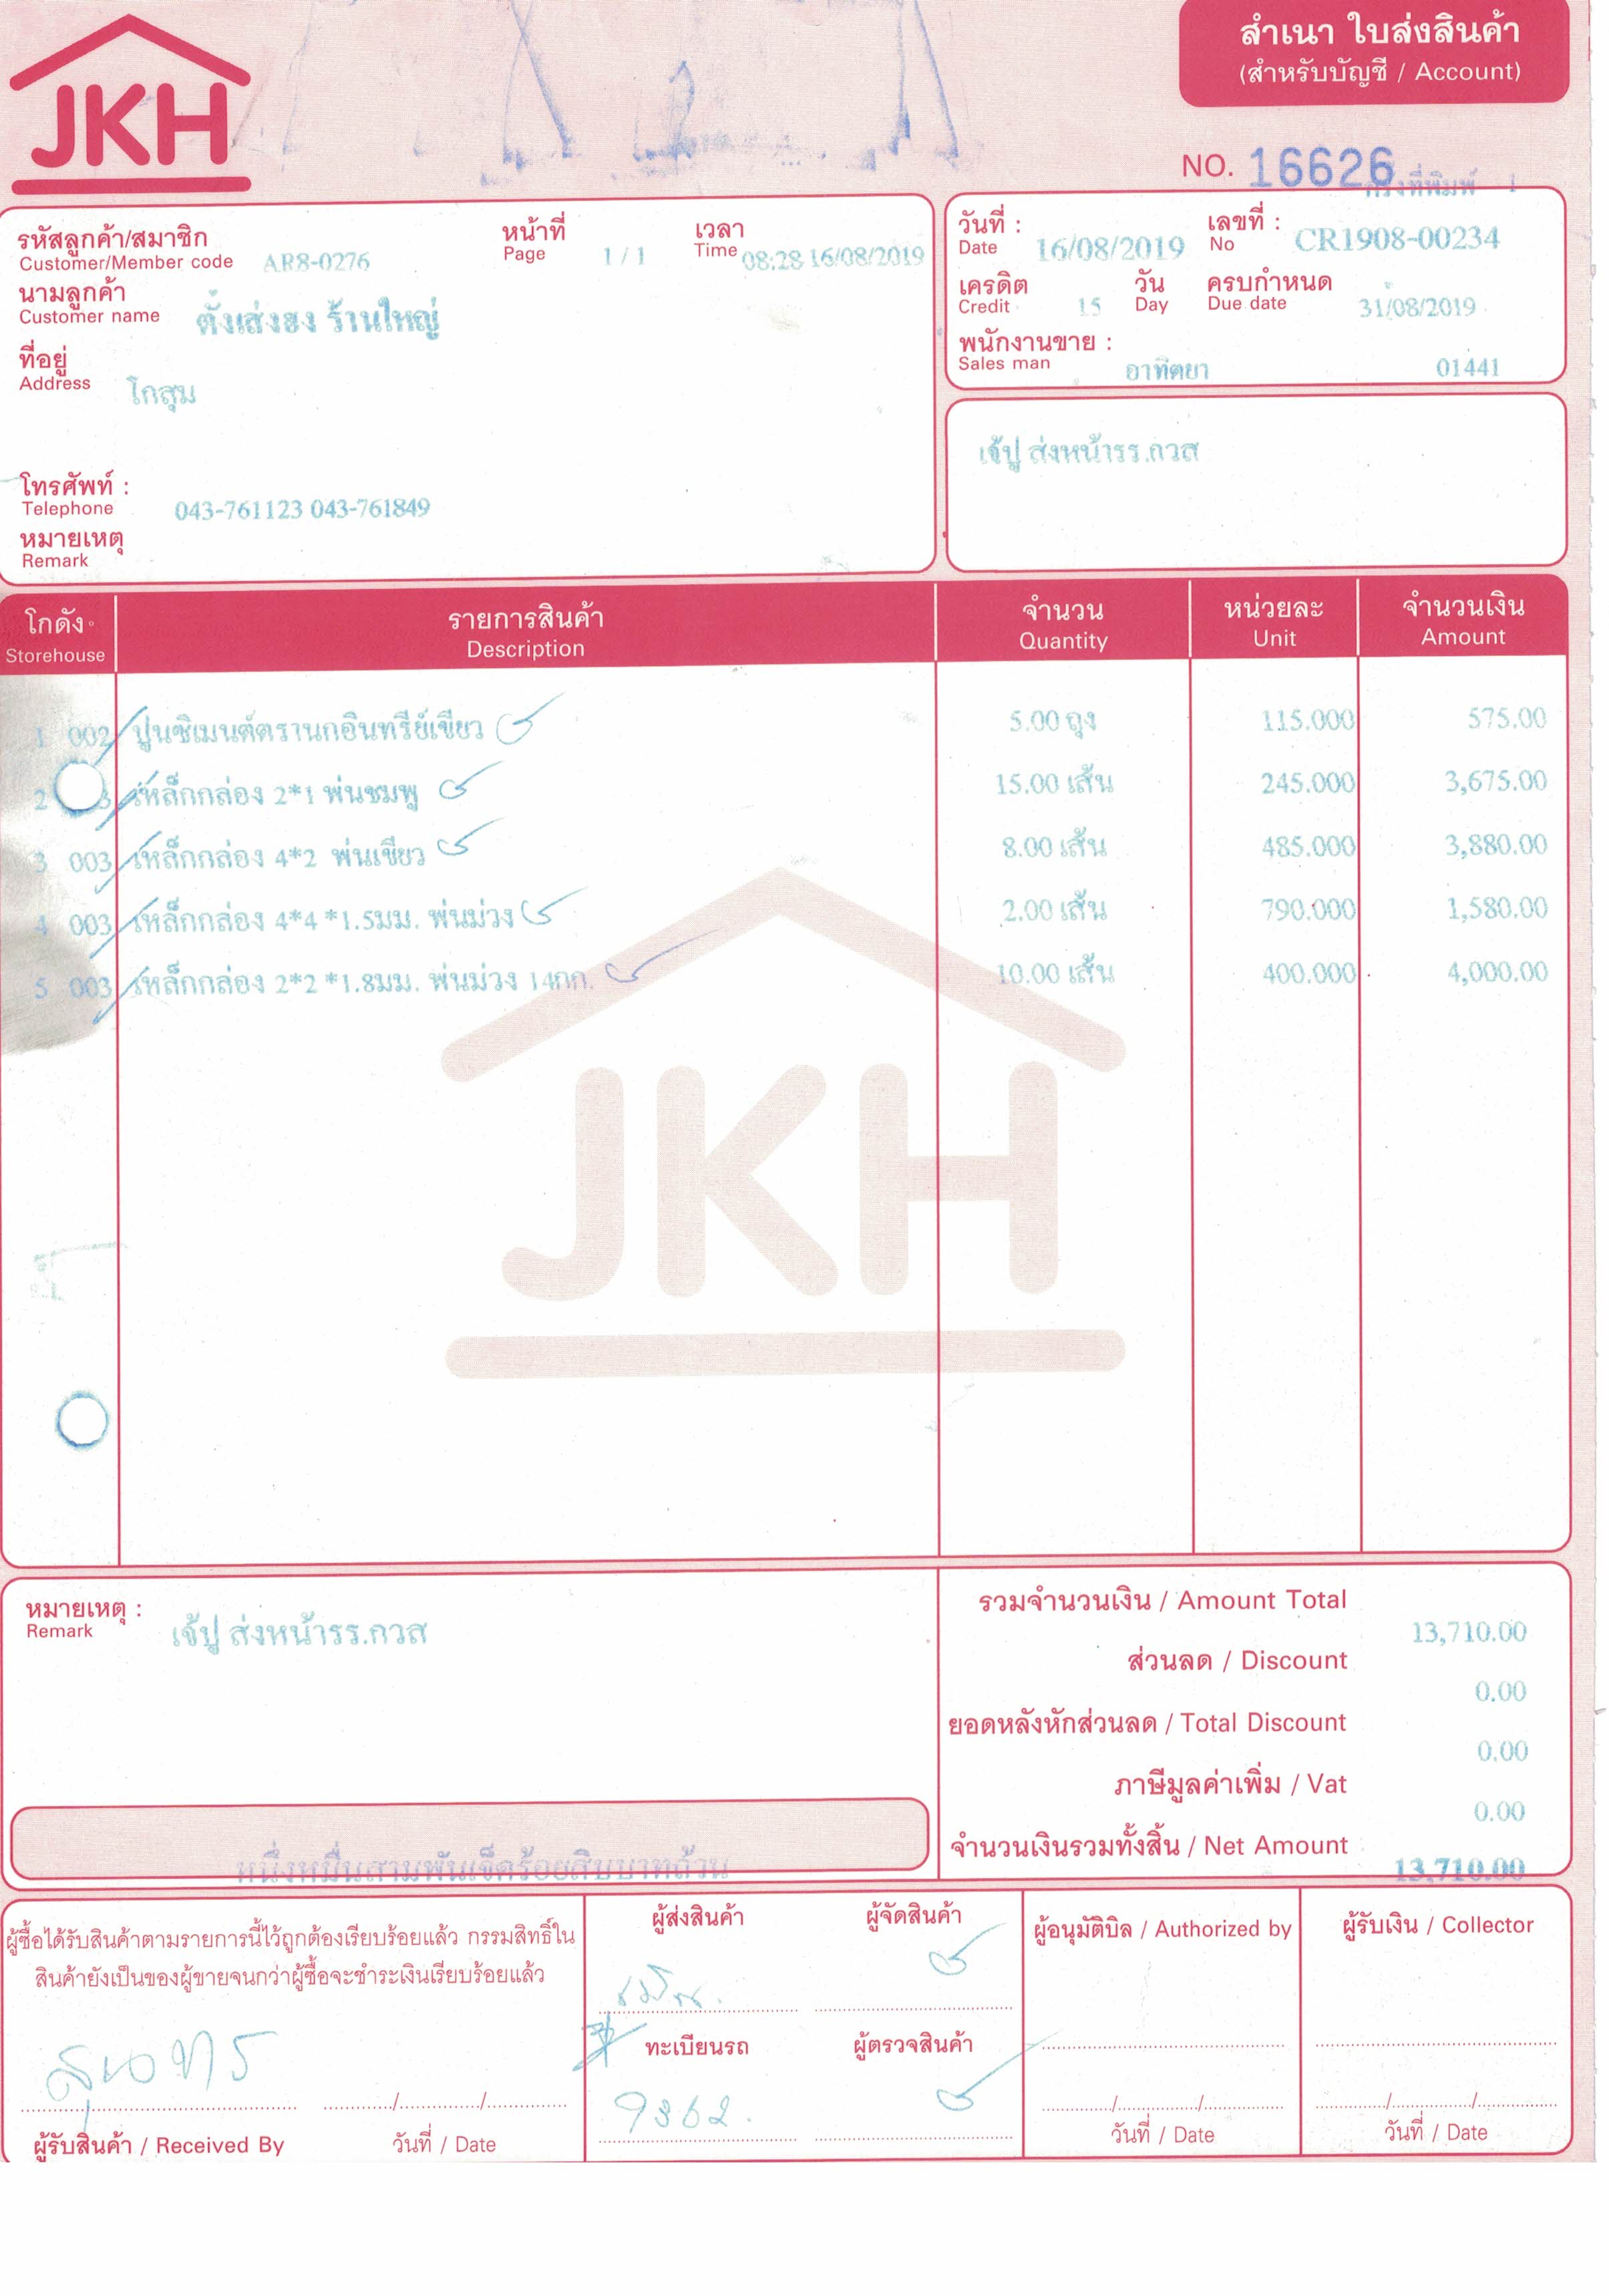 JKH
สำเนา ใบส่งสินค้า
(สำหรับบัญชี / Account)
NO. 16626
ครั้งที่พิมพ์ 1
รหัสลูกค้า/สมาชิก
Customer/Member code AR8-0276
หน้าที่
Page 1 / 1
เวลา
Time 08:28 16/08/2019
นามลูกค้า
Customer name ตั้งเส่งฮง ร้านใหญ่
ที่อยู่
Address โกสุม
โทรศัพท์ :
Telephone 043-761123 043-761849
หมายเหตุ
Remark
วันที่ :
Date 16/08/2019
เลขที่ :
No CR1908-00234
เครดิต
Credit 15
วัน
Day
ครบกำหนด
Due date 31/08/2019
พนักงานขาย :
Sales man อาทิตยา 01441
เจ้ปู ส่งหน้ารร.กวส
โกดัง รายการสินค้า จำนวน หน่วยละ จำนวนเงิน
Storehouse Description Quantity Unit Amount
1 002 ปูนซิเมนต์ตรานกอินทรีย์เขียว 5.00 ถุง 115.000 575.00
2 3 เหล็กกล่อง 2*1 พ่นชมพู 15.00 เส้น 245.000 3,675.00
3 003 เหล็กกล่อง 4*2 พ่นเขียว 8.00 เส้น 485.000 3,880.00
4 003 เหล็กกล่อง 4*4 *1.5มม. พ่นม่วง 2.00 เส้น 790.000 1,580.00
5 003 เหล็กกล่อง 2*2 *1.8มม. พ่นม่วง 14กก. 10.00 เส้น 400.000 4,000.00
JKH
หมายเหตุ :
Remark เจ้ปู ส่งหน้ารร.กวส
รวมจำนวนเงิน / Amount Total 13,710.00
ส่วนลด / Discount 0.00
ยอดหลังหักส่วนลด / Total Discount 0.00
ภาษีมูลค่าเพิ่ม / Vat 0.00
จำนวนเงินรวมทั้งสิ้น / Net Amount 13,710.00
หนึ่งหมื่นสามพันเจ็ดร้อยสิบบาทถ้วน
ผู้ซื้อได้รับสินค้าตามรายการนี้ไว้ถูกต้องเรียบร้อยแล้ว กรรมสิทธิ์ใน
สินค้ายังเป็นของผู้ขายจนกว่าผู้ซื้อจะชำระเงินเรียบร้อยแล้ว
ผู้รับสินค้า / Received By
วันที่ / Date
ผู้ส่งสินค้า ผู้จัดสินค้า
ทะเบียนรถ ผู้ตรวจสินค้า
9362.
ผู้อนุมัติบิล / Authorized by
วันที่ / Date
ผู้รับเงิน / Collector
วันที่ / Date